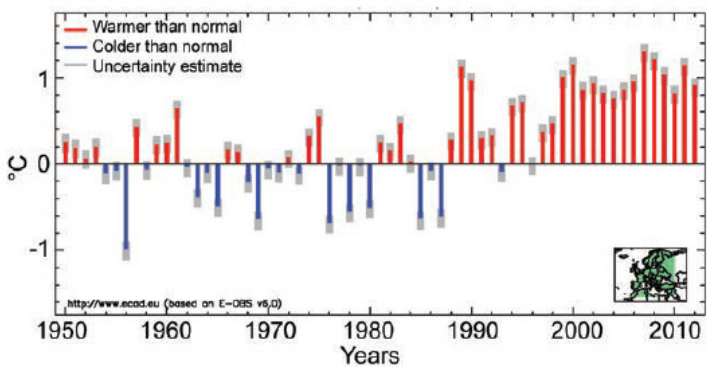 Warmer than normal
Colder than normal
Uncertainty estimate
1
0
-1
°C
http://www.ecad.eu (based on E-OBS v6.0)
1950 1960 1970 1980 1990 2000 2010
Years